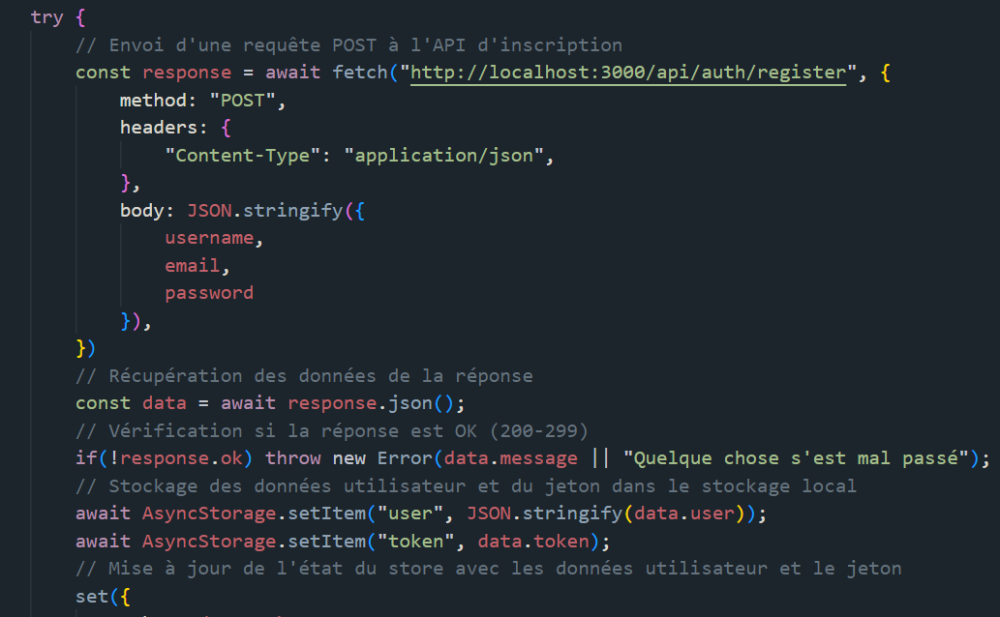 try {
// Envoi d'une requête POST à l'API d'inscription
const response = await fetch("http://localhost:3000/api/auth/register", {
method: "POST",
headers: {
"Content-Type": "application/json",
},
body: JSON.stringify({
username,
email,
password
}),
})
// Récupération des données de la réponse
const data = await response.json();
// Vérification si la réponse est OK (200-299)
if(!response.ok) throw new Error(data.message || "Quelque chose s'est mal passé");
// Stockage des données utilisateur et du jeton dans le stockage local
await AsyncStorage.setItem("user", JSON.stringify(data.user));
await AsyncStorage.setItem("token", data.token);
// Mise à jour de l'état du store avec les données utilisateur et le jeton
set({